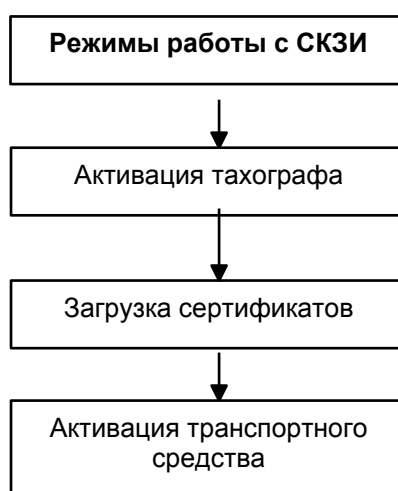 Режимы работы с СКЗИ
Активация тахографа
Загрузка сертификатов
Активация транспортного
средства